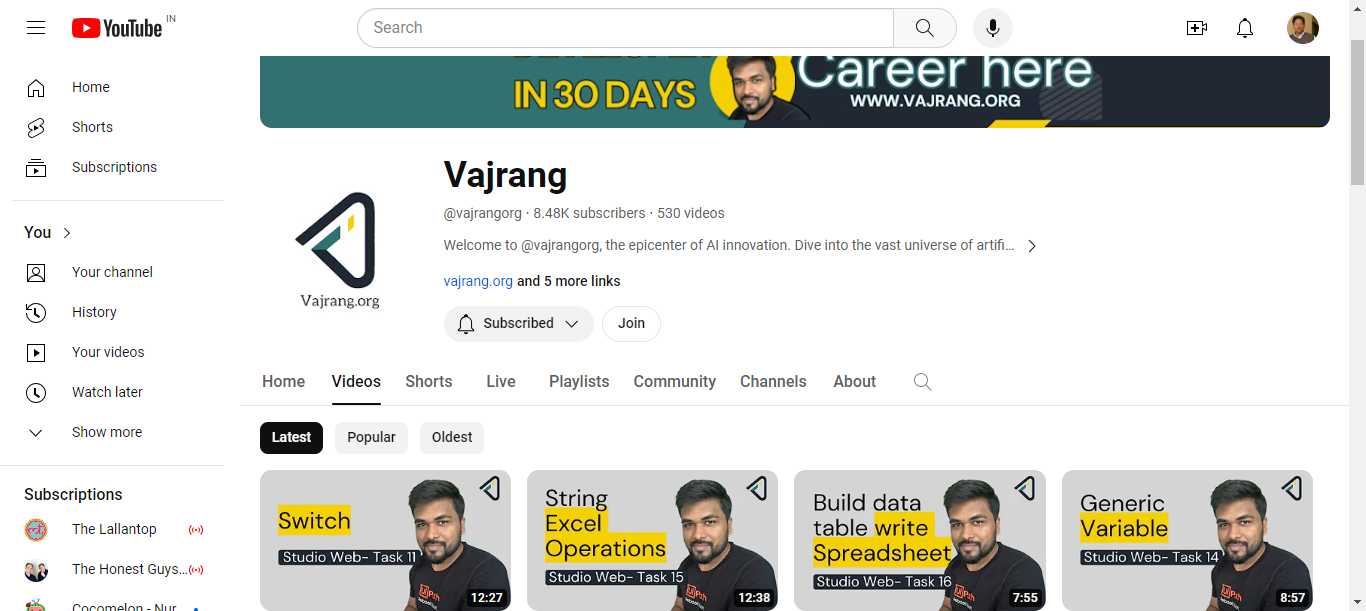 YouTube IN
Search
Home
Shorts
Subscriptions
You
Your channel
History
Your videos
Watch later
Show more
Subscriptions
The Lallantop
The Honest Guys...
IN 30 DAYS
Career here
WWW.VAJRANG.ORG
Vajrang.org
Vajrang
@vajrangorg · 8.48K subscribers · 530 videos
Welcome to @vajrangorg, the epicenter of AI innovation. Dive into the vast universe of artifi...
vajrang.org and 5 more links
Subscribed
Join
Home Videos Shorts Live Playlists Community Channels About
Latest Popular Oldest
Switch
Studio Web- Task 11
12:27
String
Excel
Operations
Studio Web- Task 15
12:38
Build data
table write
Spreadsheet
Studio Web- Task 16
7:55
Generic
Variable
Studio Web- Task 14
8:57